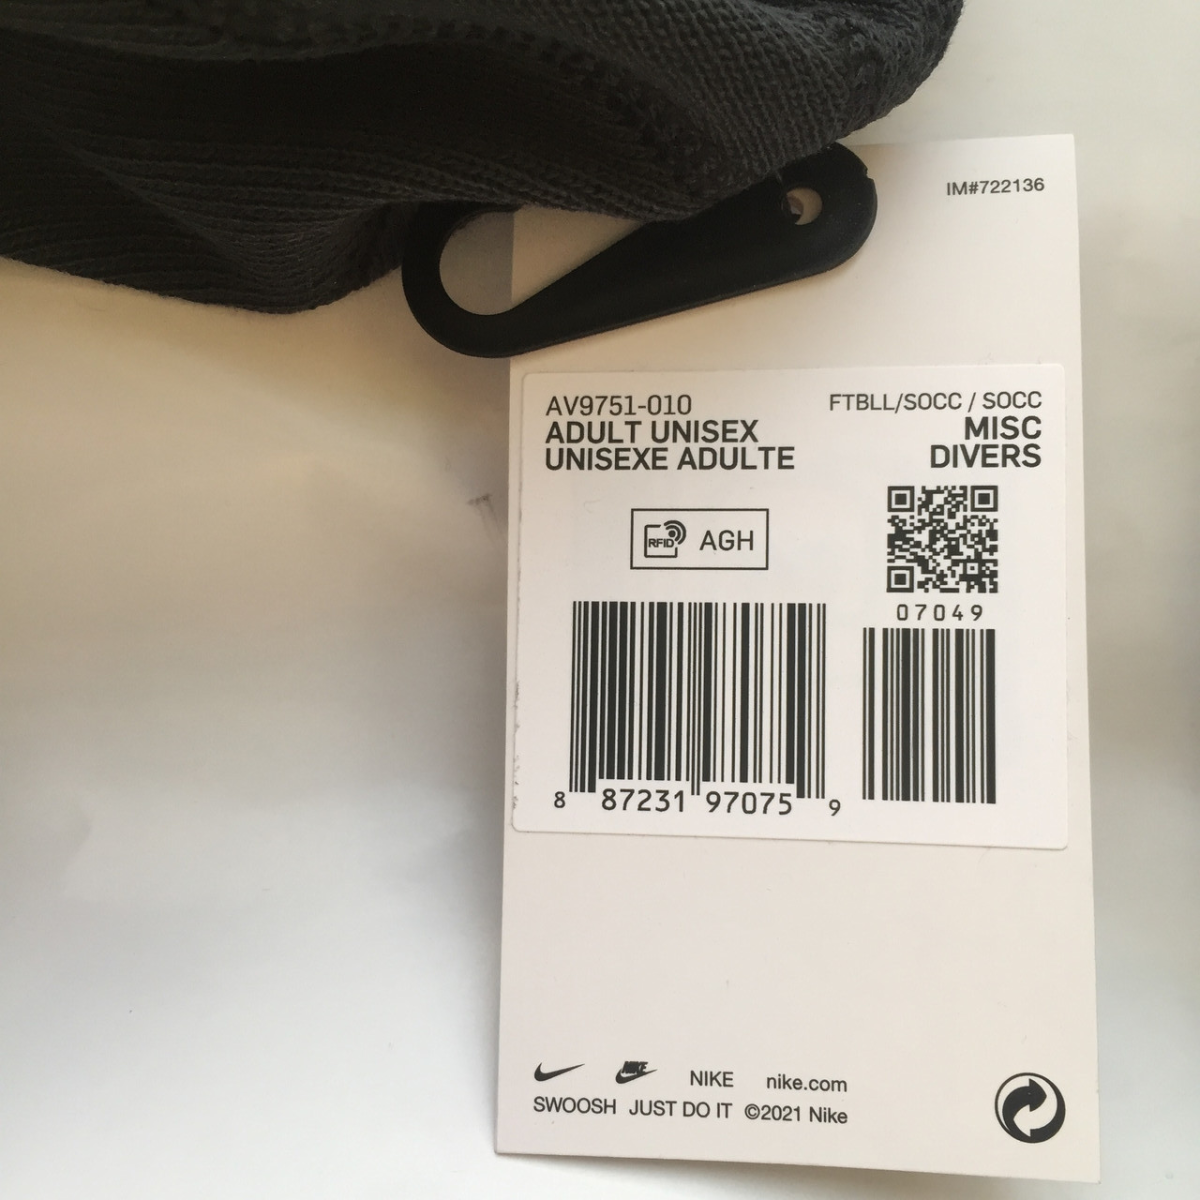 IM#722136
AV9751-010
ADULT UNISEX
UNISEXE ADULTE
FTBLL/SOCC / SOCC
MISC
DIVERS
RFID AGH
07049
8 87231 97075 9
NIKE NIKE nike.com
SWOOSH JUST DO IT ©2021 Nike